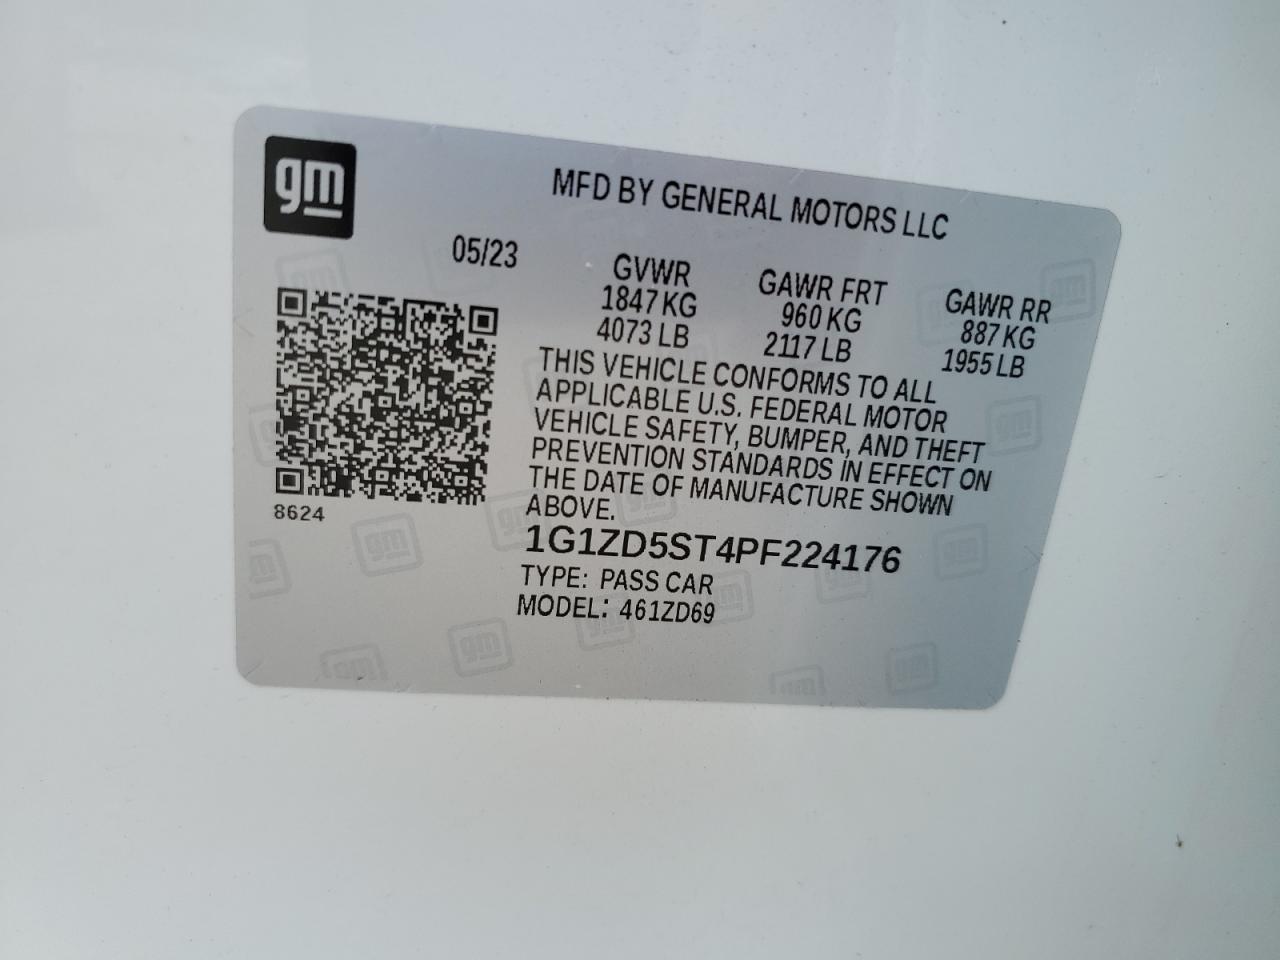 gm
MFD BY GENERAL MOTORS LLC
05/23
GVWR
1847 KG
4073 LB
GAWR FRT
960 KG
2117 LB
GAWR RR
887 KG
1955 LB
THIS VEHICLE CONFORMS TO ALL
APPLICABLE U.S. FEDERAL MOTOR
VEHICLE SAFETY, BUMPER, AND THEFT
PREVENTION STANDARDS IN EFFECT ON
THE DATE OF MANUFACTURE SHOWN
ABOVE.
8624
1G1ZD5ST4PF224176
TYPE: PASS CAR
MODEL: 461ZD69